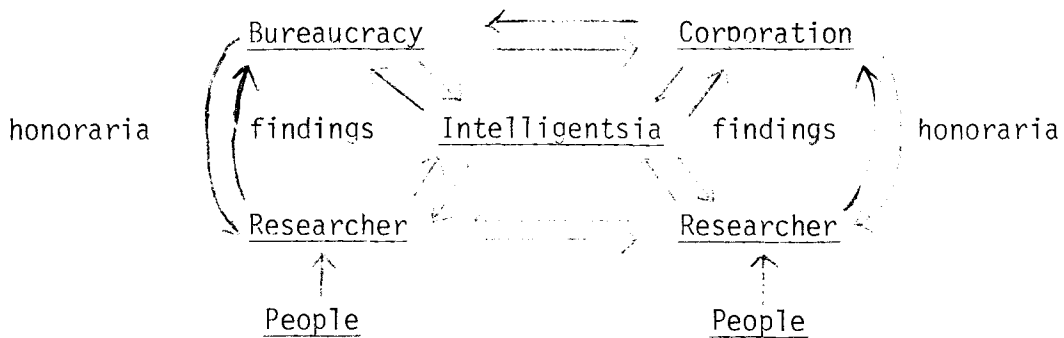 Bureaucracy Corporation
honoraria findings Intelligentsia findings honoraria
Researcher Researcher
People People